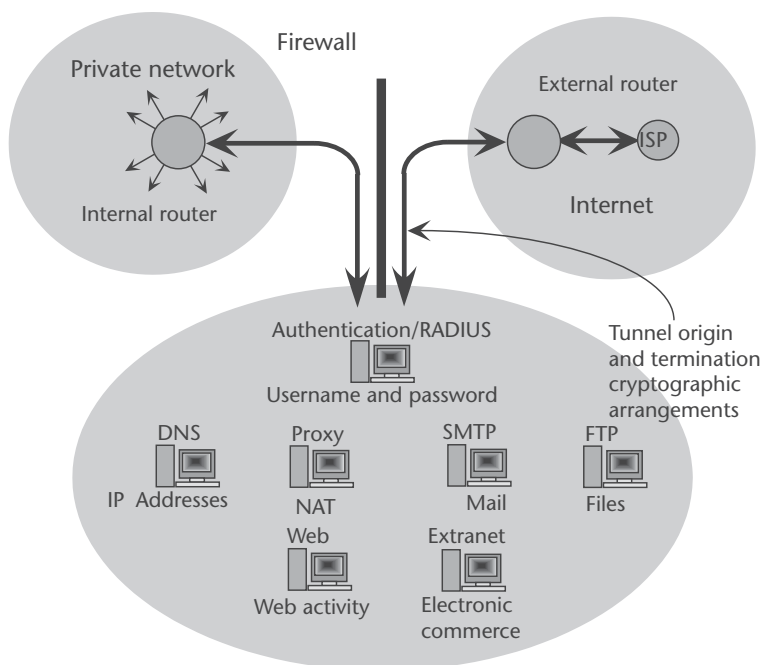 Firewall
Private network
Internal router
External router
ISP
Internet
Tunnel origin
and termination
cryptographic
arrangements
Authentication/RADIUS
Username and password
DNS
IP Addresses
Proxy
NAT
SMTP
Mail
FTP
Files
Web
Web activity
Extranet
Electronic
commerce